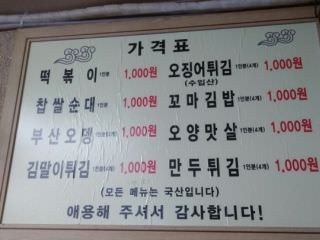 가격표
떡볶이 1인분 1,000원 오징어튀김 1인분(4개) 1,000원
(수입산)
찹쌀순대 1인분 1,000원 꼬마김밥 1인분(4개) 1,000원
부산오뎅 1,000원 오양맛살 1인분(4개) 1,000원
김말이튀김 1인분(4개) 1,000원 만두튀김 1인분(4개) 1,000원
(모든 메뉴는 국산입니다)
애용해 주셔서 감사합니다!